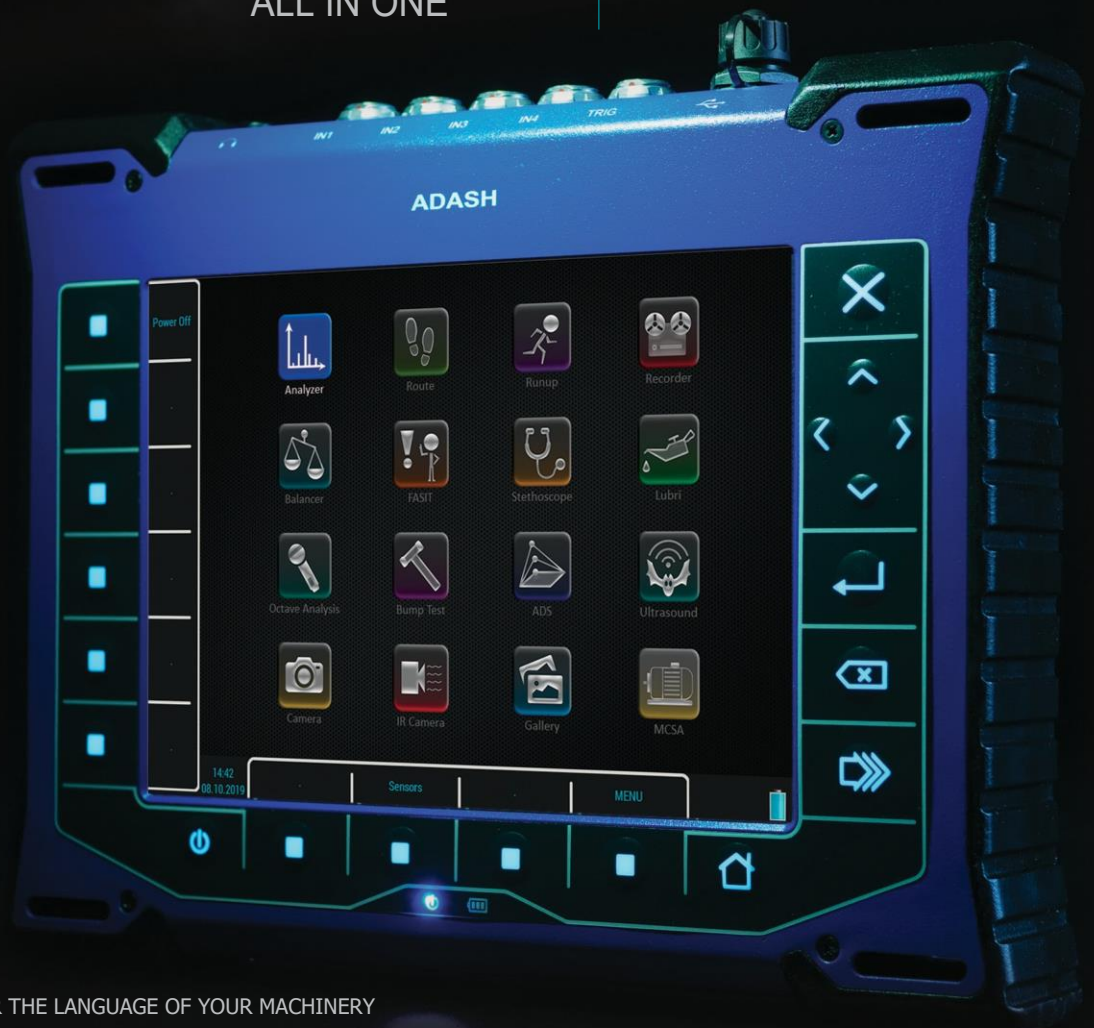 ALL IN ONE
IN1 IN2 IN3 IN4 TRIG
ADASH
Power Off
Analyzer Route Runup Recorder
Balancer FASIT Stethoscope Lubri
Octave Analysis Bump Test ADS Ultrasound
Camera IR Camera Gallery MCSA
14:42
08.10.2019
Sensors MENU
THE LANGUAGE OF YOUR MACHINERY